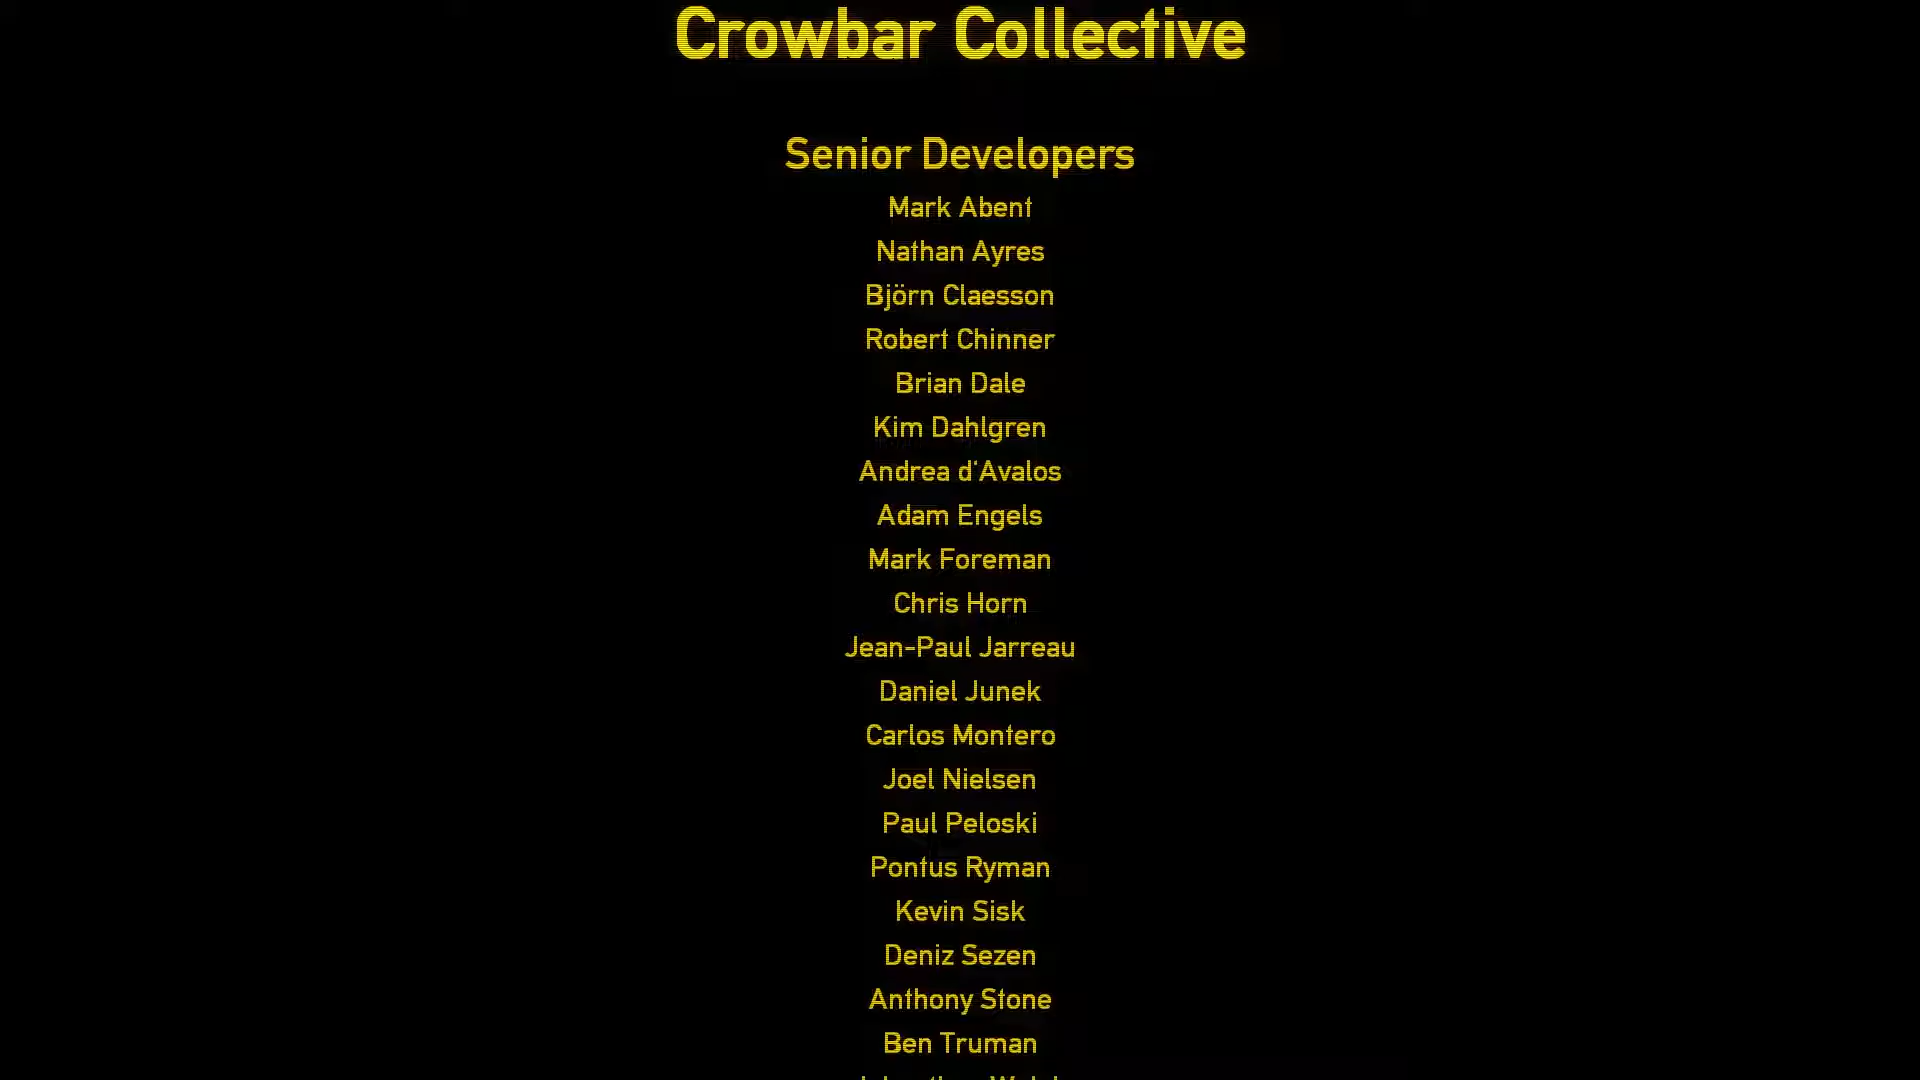 Crowbar Collective
Senior Developers
Mark Abent
Nathan Ayres
Björn Claesson
Robert Chinner
Brian Dale
Kim Dahlgren
Andrea d'Avalos
Adam Engels
Mark Foreman
Chris Horn
Jean-Paul Jarreau
Daniel Junek
Carlos Montero
Joel Nielsen
Paul Peloski
Pontus Ryman
Kevin Sisk
Deniz Sezen
Anthony Stone
Ben Truman